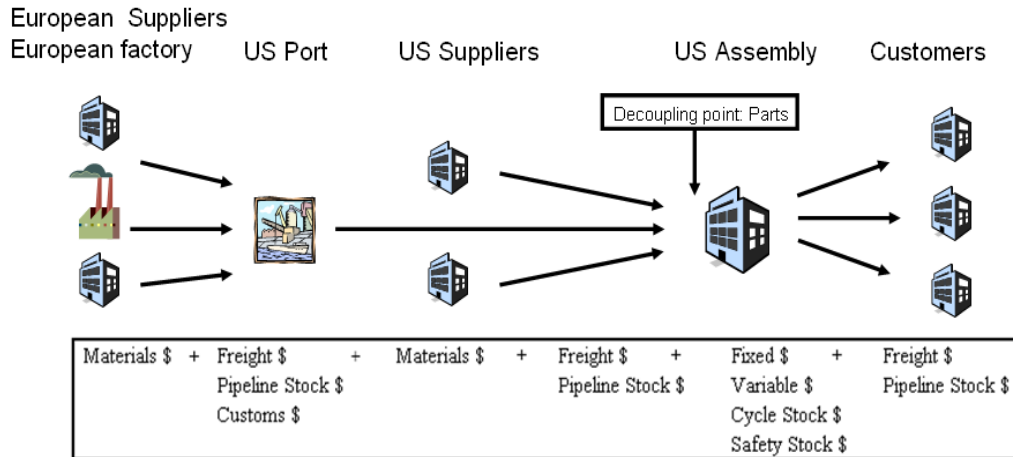 European Suppliers
European factory
US Port
US Suppliers
US Assembly
Customers
Decoupling point: Parts
Materials $ + Freight $ + Materials $ + Freight $ + Fixed $ + Freight $
Pipeline Stock $ Pipeline Stock $ Variable $ Pipeline Stock $
Customs $ Cycle Stock $
Safety Stock $